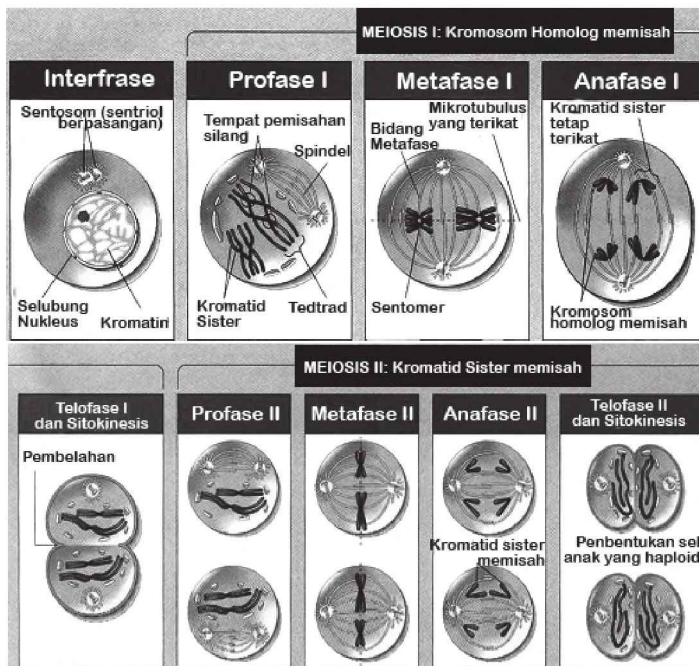 MEIOSIS I: Kromosom Homolog memisah
Interfrase
Sentosom (sentriol
berpasangan)
Selubung
Nukleus
Kromatin
Profase I
Tempat pemisahan
silang
Spindel
Kromatid
Sister
Tedtrad
Metafase I
Mikrotubulus
yang terikat
Bidang
Metafase
Sentomer
Anafase I
Kromatid sister
tetap
terikat
Kromosom
homolog memisah
MEIOSIS II: Kromatid Sister memisah
Telofase I
dan Sitokinesis
Pembelahan
Profase II
Metafase II
Anafase II
Kromatid sister
memisah
Telofase II
dan Sitokinesis
Penbentukan sel
anak yang haploid